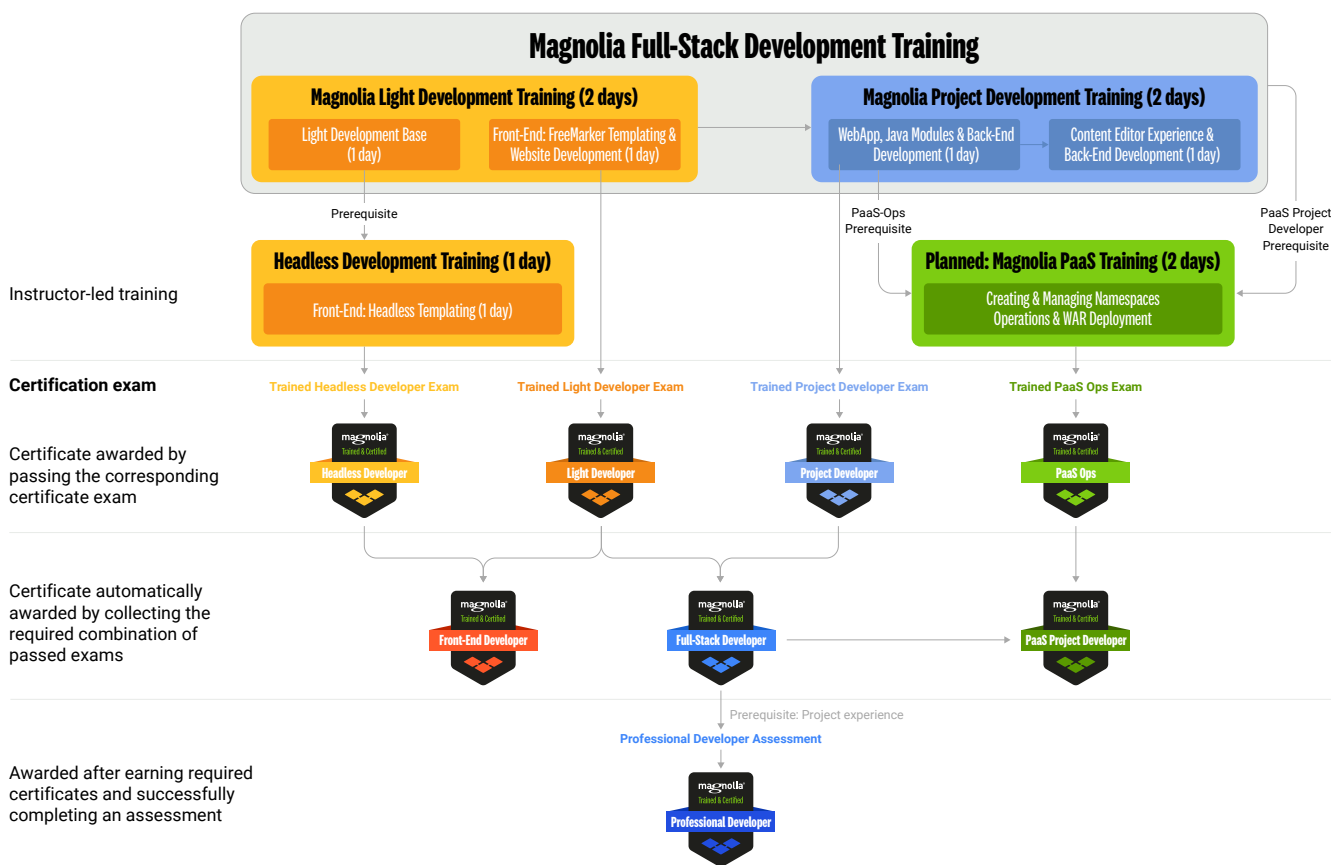 Magnolia Full-Stack Development Training
Magnolia Light Development Training (2 days)
Light Development Base
(1 day)
Front-End: FreeMarker Templating &
Website Development (1 day)
Magnolia Project Development Training (2 days)
WebApp, Java Modules & Back-End
Development (1 day)
Content Editor Experience &
Back-End Development (1 day)
Prerequisite
PaaS-Ops
Prerequisite
PaaS Project
Developer
Prerequisite
Instructor-led training
Headless Development Training (1 day)
Front-End: Headless Templating (1 day)
Planned: Magnolia PaaS Training (2 days)
Creating & Managing Namespaces
Operations & WAR Deployment
Certification exam
Trained Headless Developer Exam
Trained Light Developer Exam
Trained Project Developer Exam
Trained PaaS Ops Exam
Certificate awarded by
passing the corresponding
certificate exam
magnolia®
Trained & Certified
Headless Developer
magnolia®
Trained & Certified
Light Developer
magnolia®
Trained & Certified
Project Developer
magnolia®
Trained & Certified
PaaS Ops
Certificate automatically
awarded by collecting the
required combination of
passed exams
magnolia®
Trained & Certified
Front-End Developer
magnolia®
Trained & Certified
Full-Stack Developer
magnolia®
Trained & Certified
PaaS Project Developer
Prerequisite: Project experience
Professional Developer Assessment
Awarded after earning required
certificates and successfully
completing an assessment
magnolia®
Trained & Certified
Professional Developer